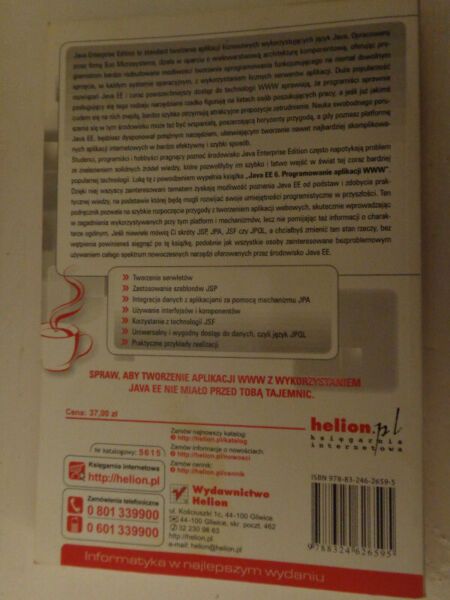 Java Enterprise Edition to standard tworzenia aplikacji biznesowych wykorzystujących język Java. Opracowany
przez firmę Sun Microsystems, działa w oparciu o wielowarstwową architekturę komponentową, oferując pro-
gramistom bardzo rozbudowane możliwości tworzenia oprogramowania funkcjonującego na niemal dowolnym
sprzęcie, w każdym systemie operacyjnym, z wykorzystaniem licznych serwerów aplikacji. Duża popularność
rozwiązań Java EE i coraz powszechniejszy dostęp do technologii WWW sprawiają, że programiści sprawnie
posługujący się tego rodzaju narzędziami rzadko figurują na listach osób poszukujących pracy, a jeśli już jakimś
cudem się na nich znajdą, bardzo szybko otrzymują atrakcyjne propozycje zatrudnienia. Nauka swobodnego poru-
szania się w tym środowisku może też być wspaniałą, poszerzającą horyzonty przygodą, a gdy poznasz platformę
Java EE, będziesz dysponował potężnym narzędziem, ułatwiającym tworzenie nawet najbardziej skomplikowa-
nych aplikacji internetowych w bardzo efektywny i szybki sposób.
Studenci, programiści i hobbyści pragnący poznać środowisko Java Enterprise Edition często napotykają problem
ze znalezieniem solidnych źródeł wiedzy, które pozwoliłyby im szybko i łatwo wejść w świat tej coraz bardziej
popularnej technologii. Lukę tę z powodzeniem wypełnia książka „Java EE 6. Programowanie aplikacji WWW".
Dzięki niej wszyscy zainteresowani tematem zyskają możliwość poznania Java EE od podstaw i zdobycia prak-
tycznej wiedzy, na podstawie której będą mogli rozwijać swoje umiejętności programistyczne w przyszłości. Ten
podręcznik pozwala na szybkie rozpoczęcie przygody z tworzeniem aplikacji webowych, skutecznie wprowadzając
w zagadnienia wykorzystywanych przy tym platform i mechanizmów, lecz nie pomijając też informacji o charak-
terze ogólnym. Jeśli niewiele mówią Ci skróty JSP, JPA, JSF czy JPQL, a chciałbyś zmienić ten stan rzeczy, bez
wątpienia powinieneś sięgnąć po tę książkę, podobnie jak wszystkie osoby zainteresowane bezproblemowym
używaniem całego spektrum nowoczesnych narzędzi oferowanych przez środowisko Java EE.
» Tworzenie serwletów
» Zastosowanie szablonów JSP
» Integracja danych z aplikacjami za pomocą mechanizmu JPA
» Używanie interfejsów i komponentów
» Korzystanie z technologii JSF
» Uniwersalny i wygodny dostęp do danych, czyli język JPQL
» Praktyczne przykłady realizacji
SPRAW, ABY TWORZENIE APLIKACJI WWW Z WYKORZYSTANIEM
JAVA EE NIE MIAŁO PRZED TOBĄ TAJEMNIC.
Cena: 37,00 zł
Nr katalogowy: 5615
Księgarnia internetowa
http://helion.pl
Zamówienia telefoniczne
0 801 339900
0 601 339900
Zamów najnowszy katalog:
http://helion.pl/katalog
Zamów informacje o nowościach:
http://helion.pl/nowosci
Zamów cennik:
http://helion.pl/cennik
Wydawnictwo
Helion
ul. Kościuszki 1c, 44-100 Gliwice
44-100 Gliwice, skr. poczt. 462
32 230 98 63
http://helion.pl
e-mail: helion@helion.pl
helion.pl
księgarnia
internetowa
ISBN 978-83-246-2659-5
9 788324 626595
Informatyka w najlepszym wydaniu